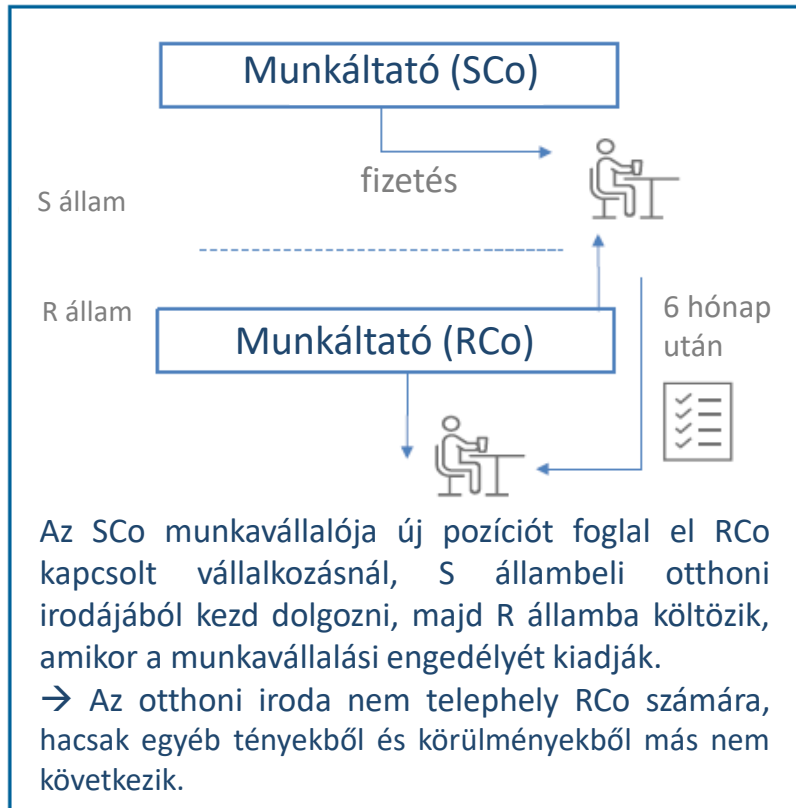 Munkáltató (SCo)
fizetés
S állam
R állam
Munkáltató (RCo)
6 hónap
után
Az SCo munkavállalója új pozíciót foglal el RCo
kapcsolt vállalkozásnál, S állambeli otthoni
irodájából kezd dolgozni, majd R államba költözik,
amikor a munkavállalási engedélyét kiadják.
→ Az otthoni iroda nem telephely RCo számára,
hacsak egyéb tényekből és körülményekből más nem
következik.